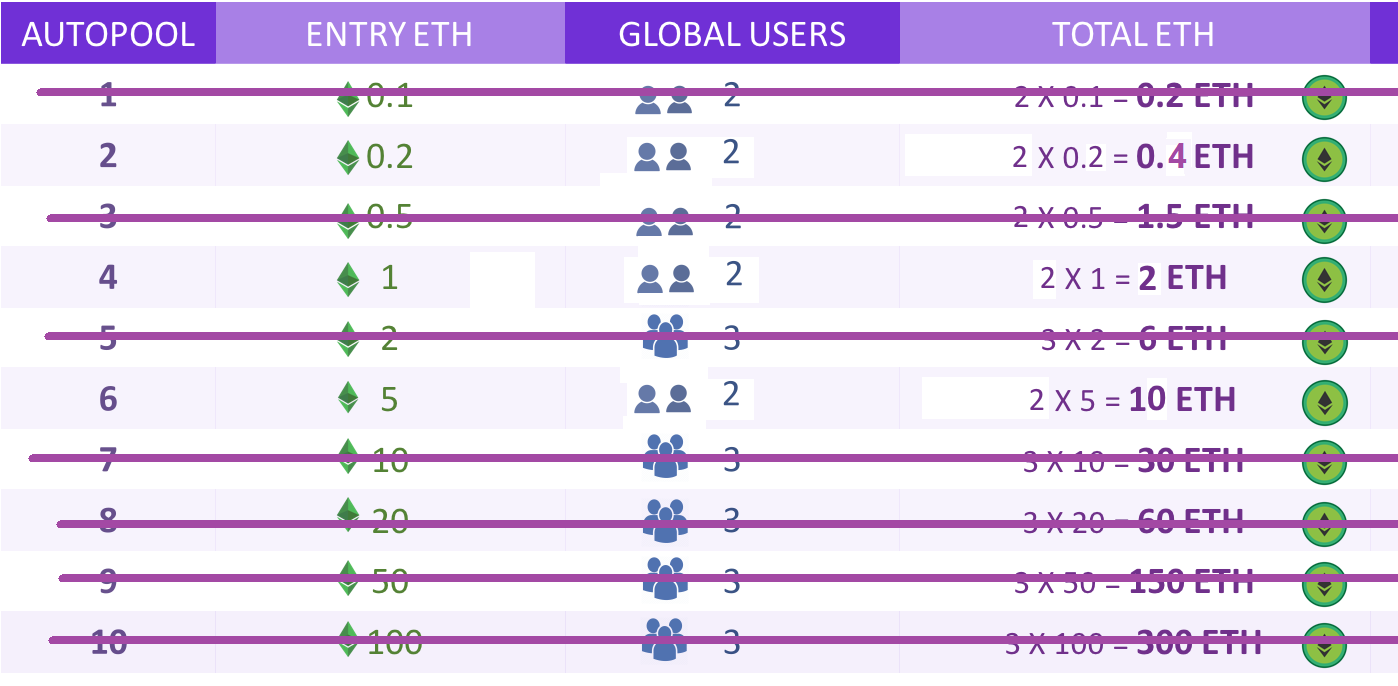 AUTOPOOL ENTRY ETH GLOBAL USERS TOTAL ETH
1 0.1 2 2 X 0.1 = 0.2 ETH
2 0.2 2 2 X 0.2 = 0.4 ETH
3 0.5 2 2 X 0.5 = 1.5 ETH
4 1 2 2 X 1 = 2 ETH
5 2 3 3 X 2 = 6 ETH
6 5 2 2 X 5 = 10 ETH
7 10 3 3 X 10 = 30 ETH
8 20 3 3 X 20 = 60 ETH
9 50 3 3 X 50 = 150 ETH
10 100 3 3 X 100 = 300 ETH